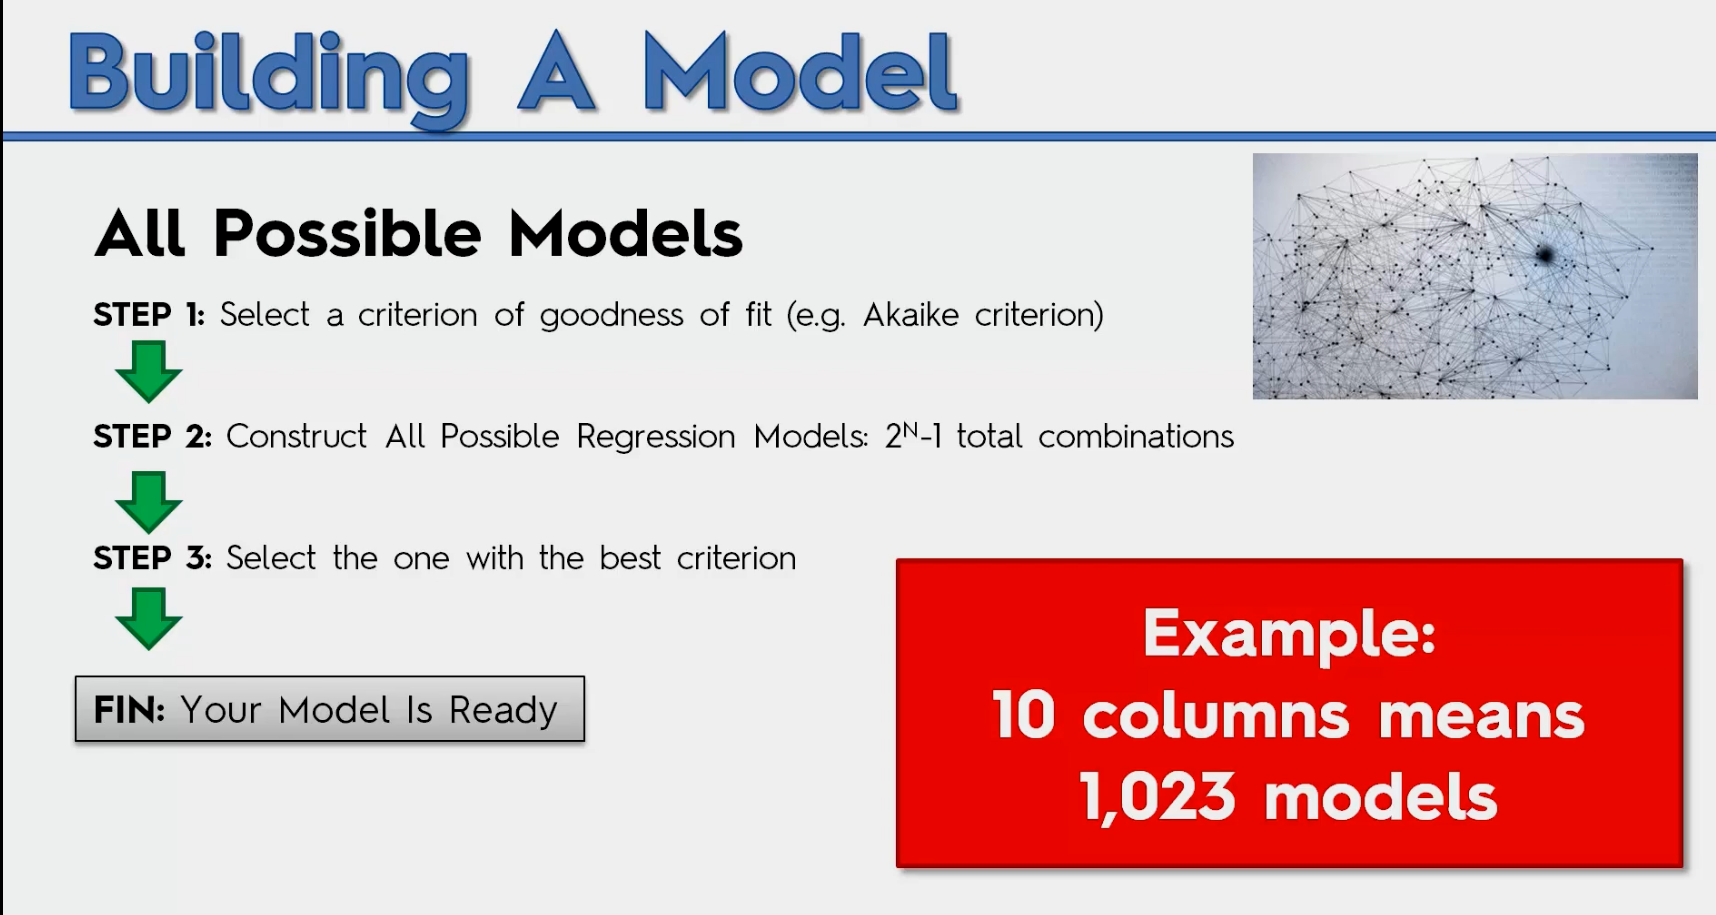 Building A Model
All Possible Models
STEP 1: Select a criterion of goodness of fit (e.g. Akaike criterion)
STEP 2: Construct All Possible Regression Models: 2ᴺ-1 total combinations
STEP 3: Select the one with the best criterion
FIN: Your Model Is Ready
Example:
10 columns means
1,023 models